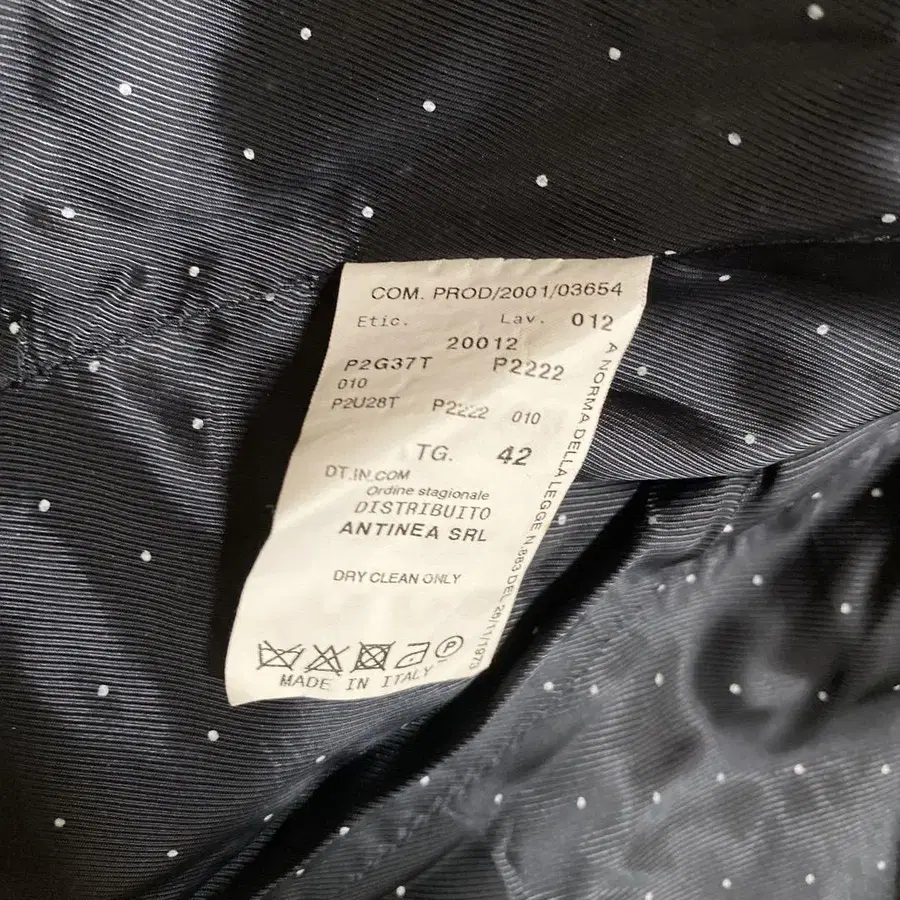 COM. PROD/2001/03654
Etic. Lav. 012
20012
P2G37T P2222
010
P2U28T P2222 010
TG. 42
DT.IN.COM
Ordine stagionale
DISTRIBUITO
ANTINEA SRL
DRY CLEAN ONLY
P
MADE IN ITALY
A NORMA DELLA LEGGE N.883 DEL 26/11/1973